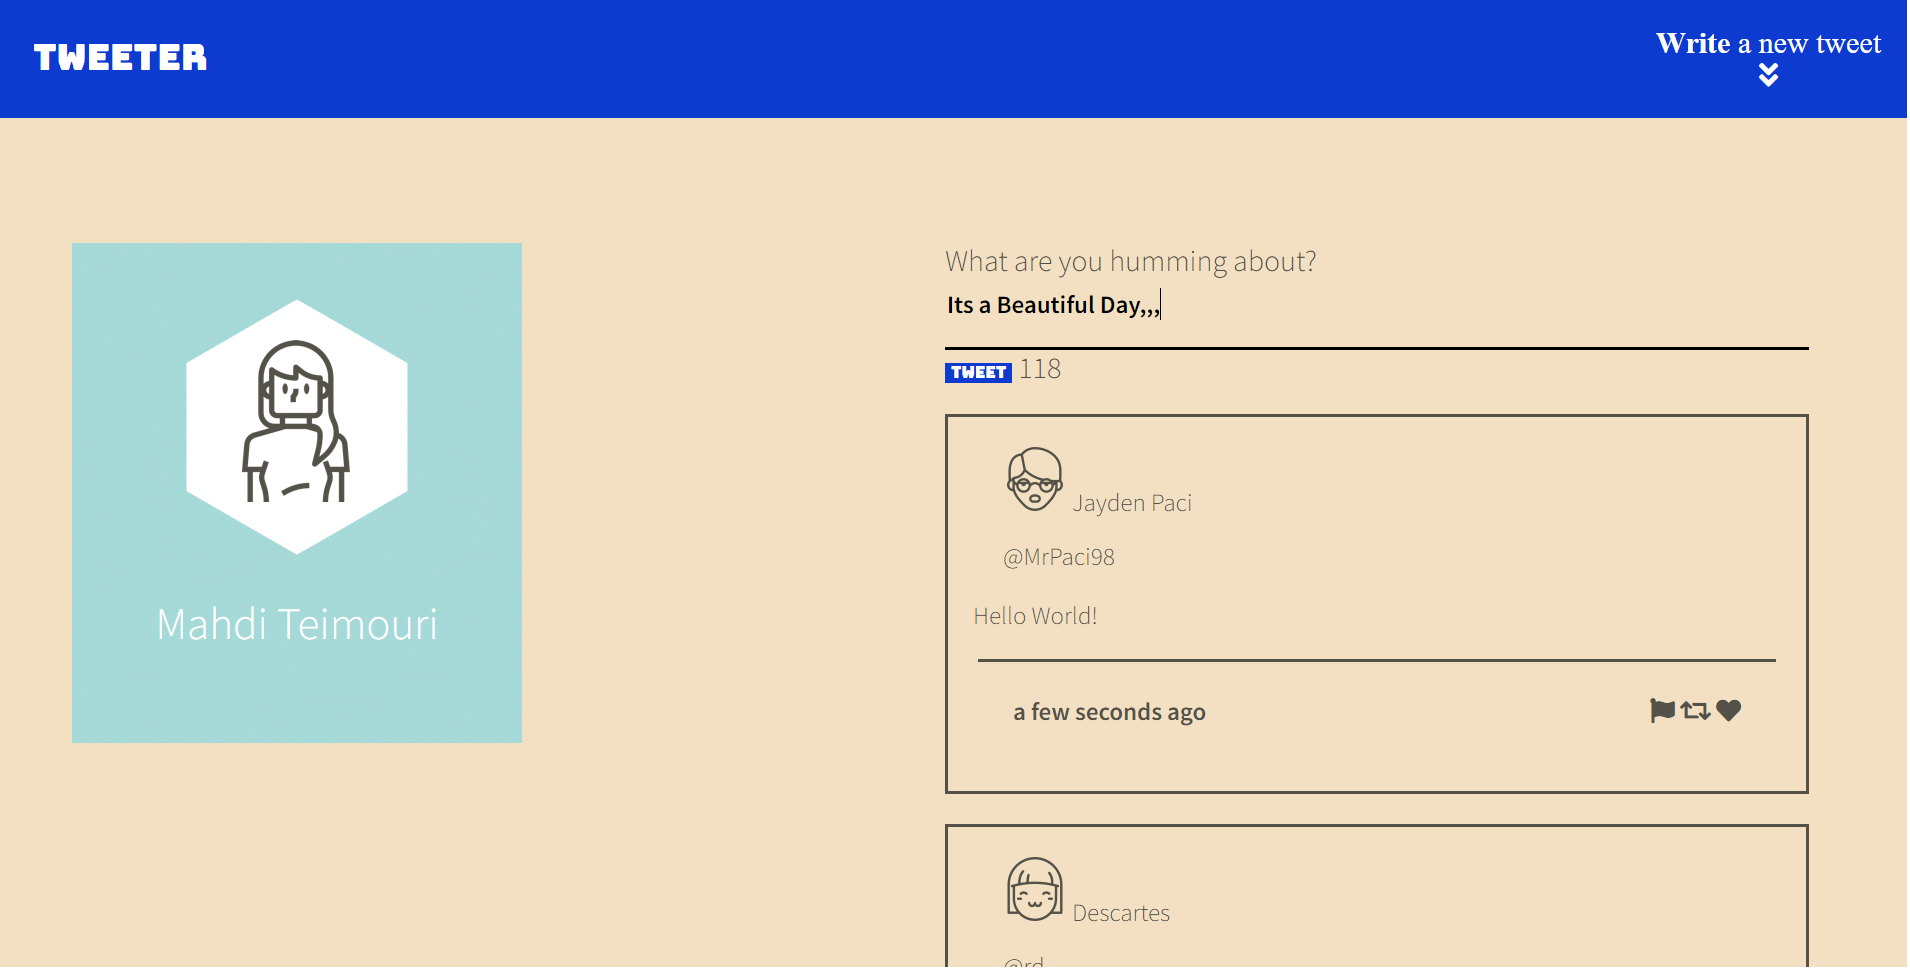 TWEETER
Write a new tweet
Mahdi Teimouri
What are you humming about?
Its a Beautiful Day,,,
TWEET 118
Jayden Paci
@MrPaci98
Hello World!
a few seconds ago
Descartes
@rd